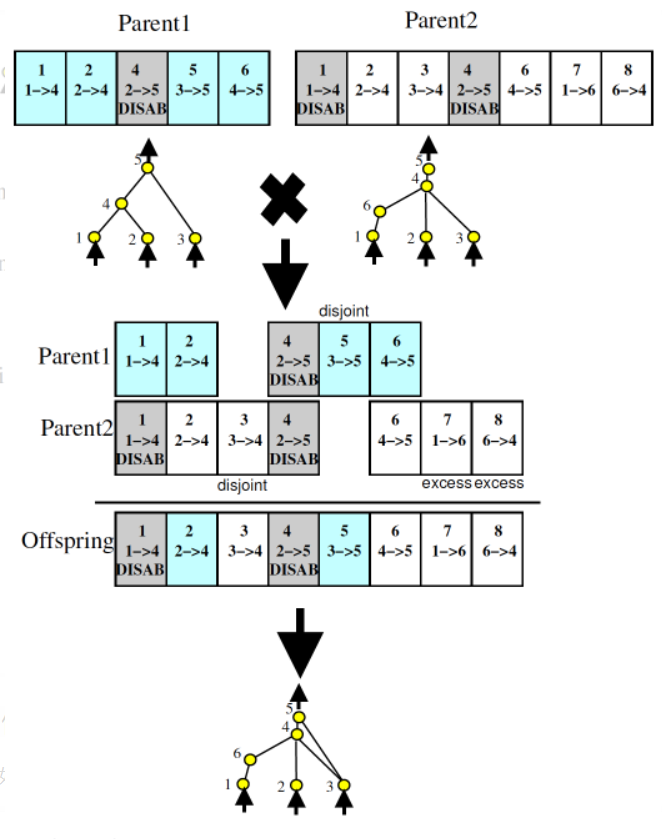 Parent1 Parent2
1 2 4 5 6 1 2 3 4 6 7 8
1–>4 2–>4 2–>5 3–>5 4–>5 1–>4 2–>4 3–>4 2–>5 4–>5 1–>6 6–>4
DISAB DISAB DISAB
5 5
4 4
6
1 2 3 1 2 3
disjoint
1 2 4 5 6
Parent1 1–>4 2–>4 2–>5 3–>5 4–>5
DISAB
1 2 3 4 6 7 8
Parent2 1–>4 2–>4 3–>4 2–>5 4–>5 1–>6 6–>4
DISAB DISAB
disjoint excess excess
1 2 3 4 5 6 7 8
Offspring 1–>4 2–>4 3–>4 2–>5 3–>5 4–>5 1–>6 6–>4
DISAB DISAB
5
4
6
1 2 3